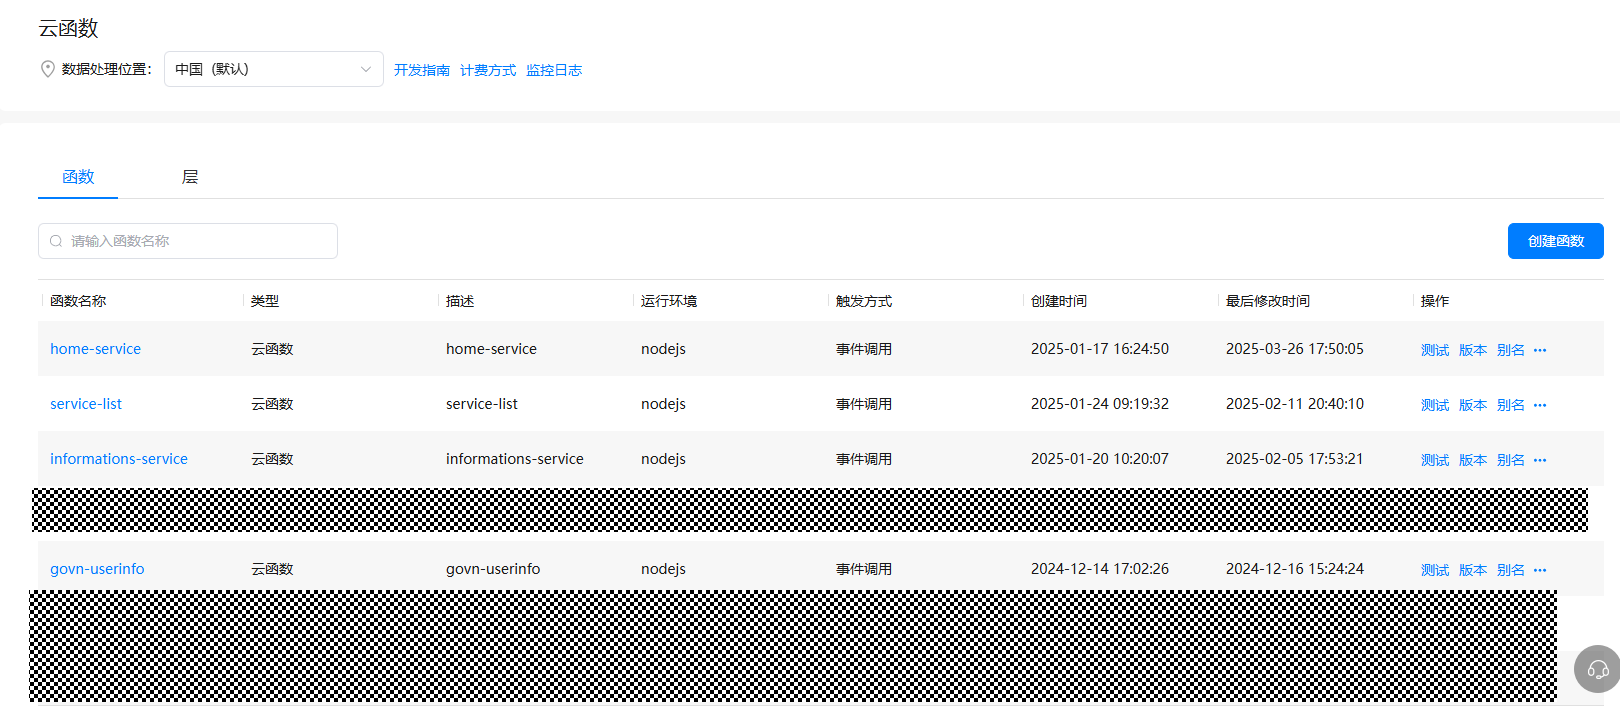 云函数
数据处理位置： 中国（默认） 开发指南 计费方式 监控日志
函数 层
请输入函数名称 创建函数
函数名称 类型 描述 运行环境 触发方式 创建时间 最后修改时间 操作
home-service 云函数 home-service nodejs 事件调用 2025-01-17 16:24:50 2025-03-26 17:50:05 测试 版本 别名 ···
service-list 云函数 service-list nodejs 事件调用 2025-01-24 09:19:32 2025-02-11 20:40:10 测试 版本 别名 ···
informations-service 云函数 informations-service nodejs 事件调用 2025-01-20 10:20:07 2025-02-05 17:53:21 测试 版本 别名 ···
govn-userinfo 云函数 govn-userinfo nodejs 事件调用 2024-12-14 17:02:26 2024-12-16 15:24:24 测试 版本 别名 ···